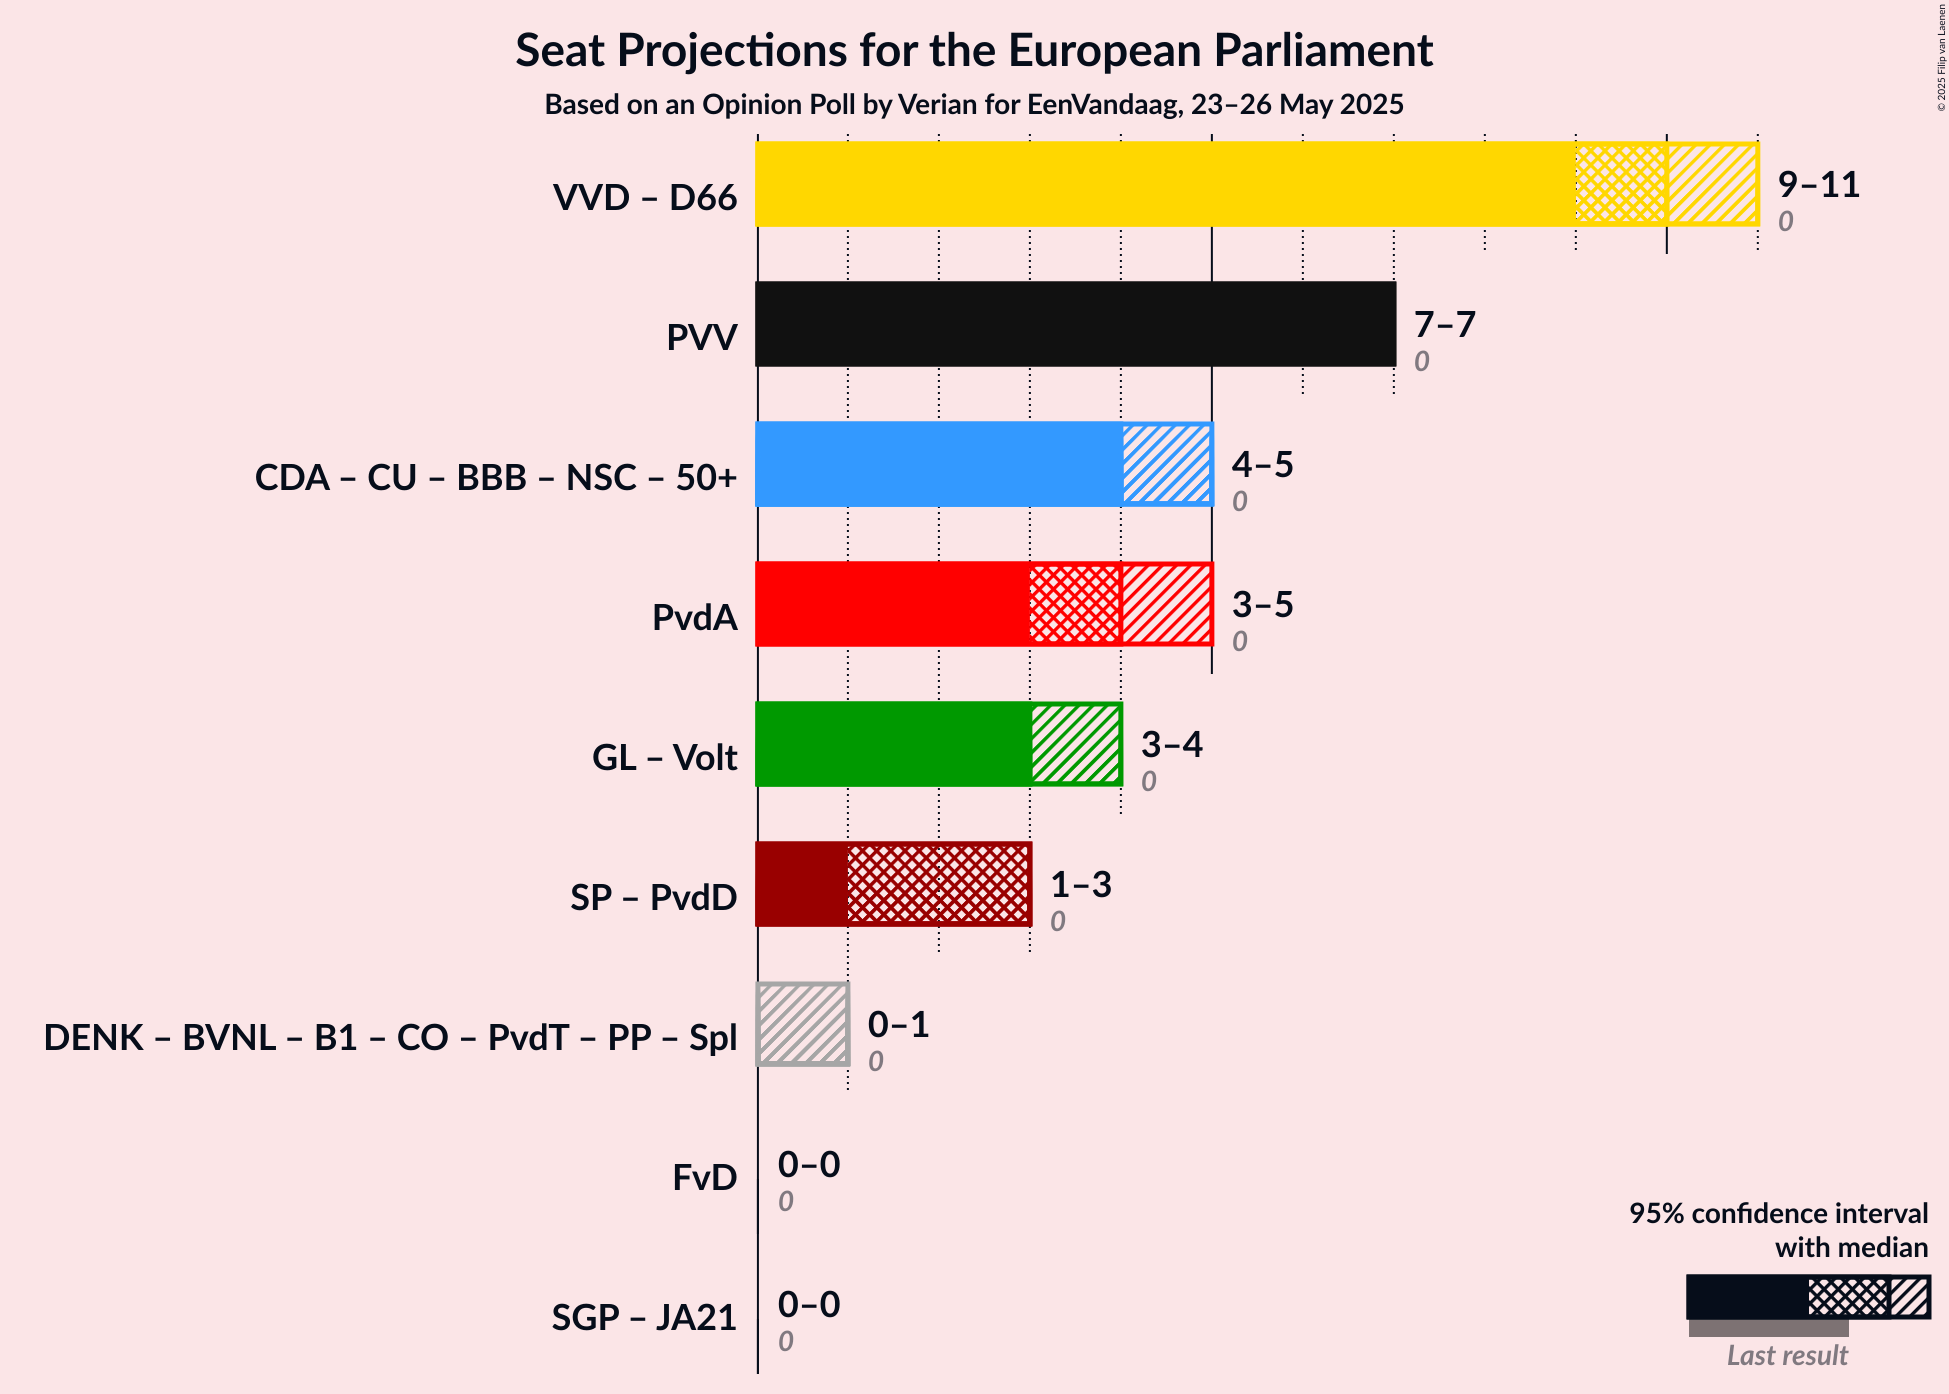 Seat Projections for the European Parliament
Based on an Opinion Poll by Verian for EenVandaag, 23–26 May 2025
© 2025 Filip van Laenen
VVD – D66
9–11
0
PVV
7–7
0
CDA – CU – BBB – NSC – 50+
4–5
0
PvdA
3–5
0
GL – Volt
3–4
0
SP – PvdD
1–3
0
DENK – BVNL – B1 – CO – PvdT – PP – Spl
0–1
0
FvD
0–0
0
SGP – JA21
0–0
0
95% confidence interval
with median
Last result